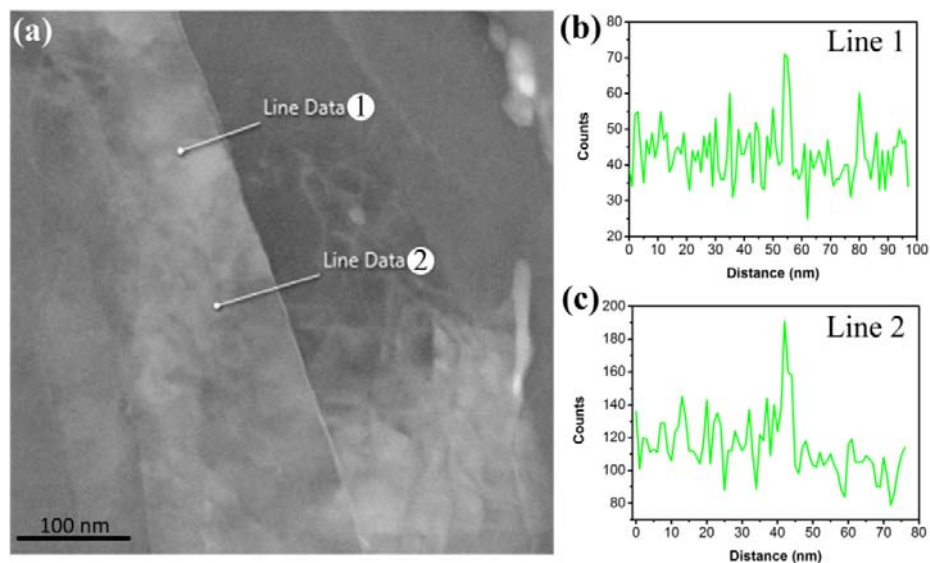 (a)
Line Data 1
Line Data 2
100 nm
(b)
Line 1
Counts
80
70
60
50
40
30
20
0 10 20 30 40 50 60 70 80 90 100
Distance (nm)
(c)
Line 2
Counts
200
180
160
140
120
100
80
0 10 20 30 40 50 60 70 80
Distance (nm)